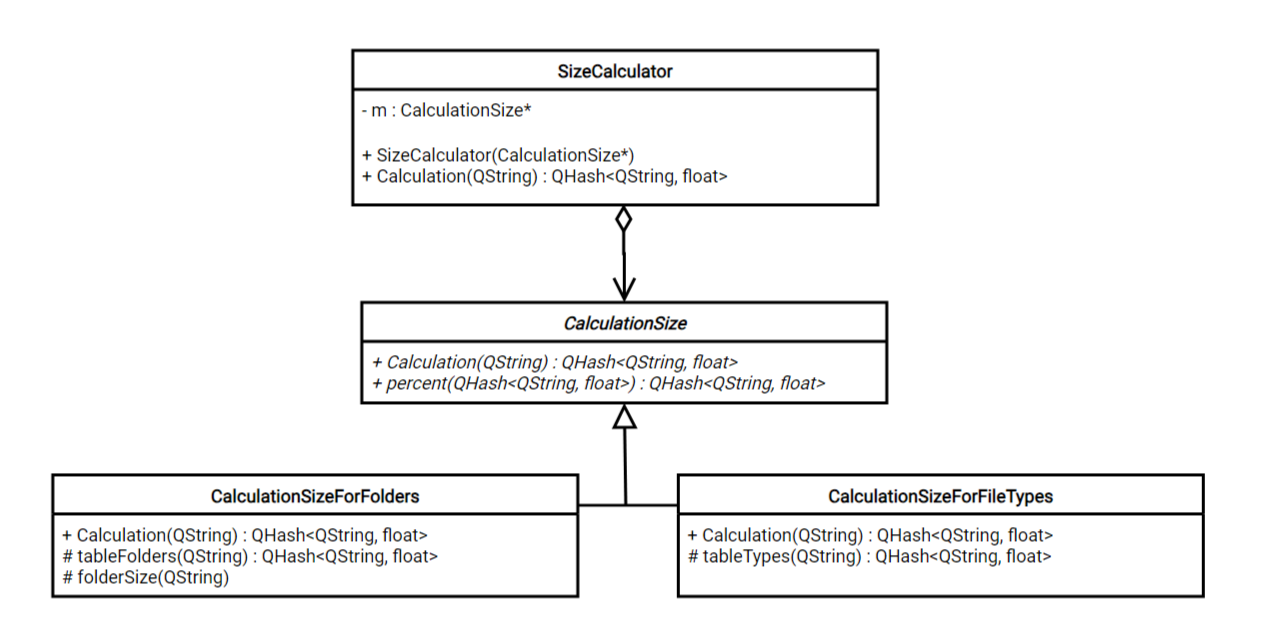 SizeCalculator
- m : CalculationSize*
+ SizeCalculator(CalculationSize*)
+ Calculation(QString) : QHash<QString, float>
CalculationSize
+ Calculation(QString) : QHash<QString, float>
+ percent(QHash<QString, float>) : QHash<QString, float>
CalculationSizeForFolders
+ Calculation(QString) : QHash<QString, float>
# tableFolders(QString) : QHash<QString, float>
# folderSize(QString)
CalculationSizeForFileTypes
+ Calculation(QString) : QHash<QString, float>
# tableTypes(QString) : QHash<QString, float>